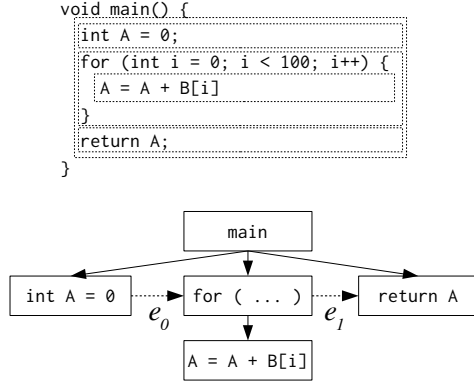 void main() {
int A = 0;
for (int i = 0; i < 100; i++) {
A = A + B[i]
}
return A;
}
main
int A = 0
for ( ... )
return A
e0
e1
A = A + B[i]